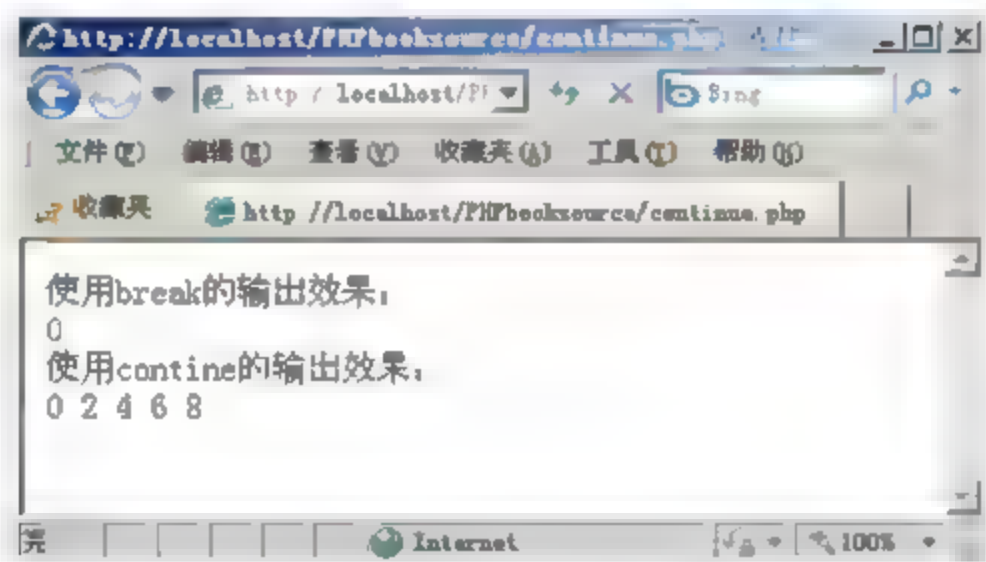 http://localhost/PHPbooksource/continue.php
http / localhost/P
Bing
文件(F) 编辑(E) 查看(V) 收藏夹(A) 工具(T) 帮助(H)
收藏夹 http //localhost/PHPbooksource/continue.php
使用break的输出效果:
0
使用contine的输出效果:
0 2 4 6 8
完 Internet 100%